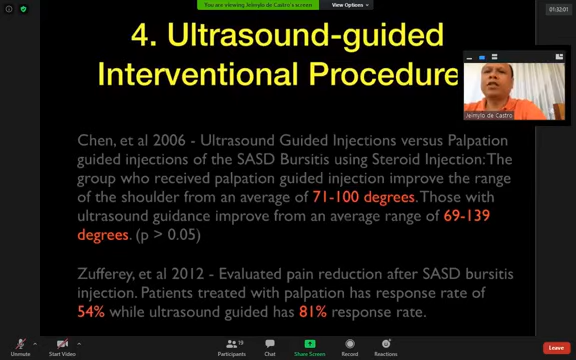 You are viewing Jeimylo de Castro's screen
View Options
01:32:01
4. Ultrasound-guided
Interventional Procedure
Jeimylo de Castro
Chen, et al 2006 - Ultrasound Guided Injections versus Palpation
guided injections of the SASD Bursitis using Steroid Injection: The
group who received palpation guided injection improve the range
of the shoulder from an average of 71-100 degrees. Those with
ultrasound guidance improve from an average range of 69-139
degrees. (p > 0.05)
Zufferey, et al 2012 - Evaluated pain reduction after SASD bursitis
injection. Patients treated with palpation has response rate of
54% while ultrasound guided has 81% response rate.
Unmute
Start Video
19
Participants
Chat
Share Screen
Record
Reactions
Leave